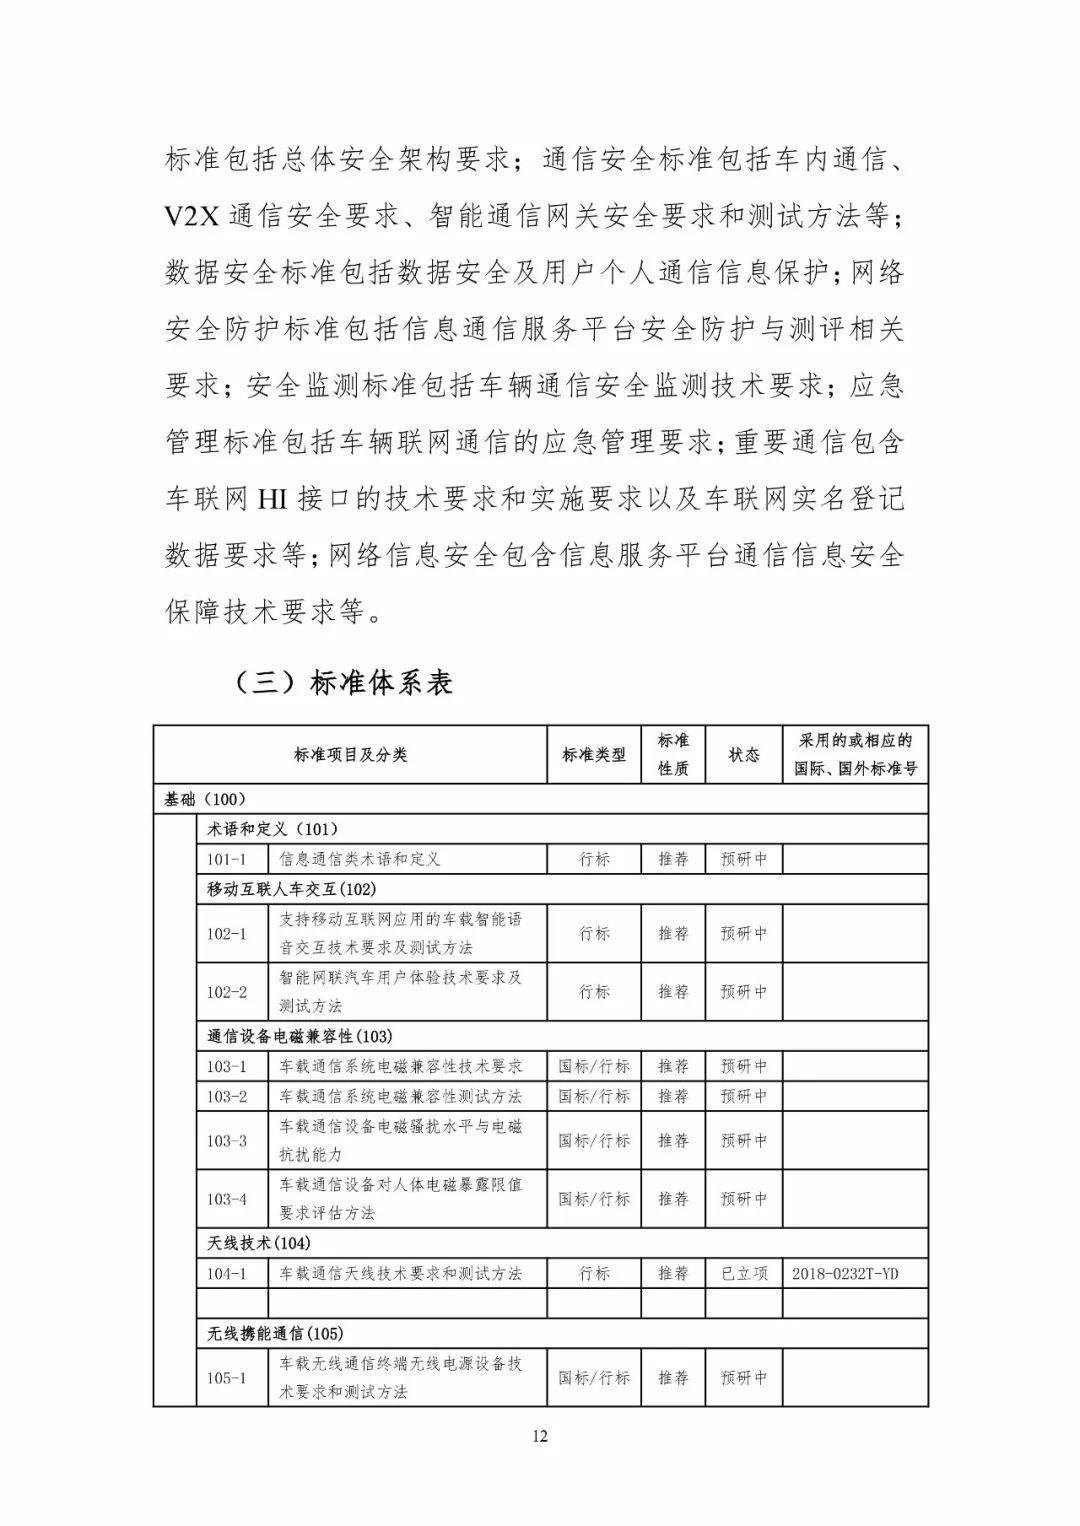 标准包括总体安全架构要求；通信安全标准包括车内通信、
V2X 通信安全要求、智能通信网关安全要求和测试方法等；
数据安全标准包括数据安全及用户个人通信信息保护；网络
安全防护标准包括信息通信服务平台安全防护与测评相关
要求；安全监测标准包括车辆通信安全监测技术要求；应急
管理标准包括车辆联网通信的应急管理要求；重要通信包含
车联网 HI 接口的技术要求和实施要求以及车联网实名登记
数据要求等；网络信息安全包含信息服务平台通信信息安全
保障技术要求等。
（三）标准体系表
标准项目及分类 标准类型 标准性质 状态 采用的或相应的国际、国外标准号
基础（100）
术语和定义（101）
101-1 信息通信类术语和定义 行标 推荐 预研中
移动互联人车交互(102)
102-1 支持移动互联网应用的车载智能语
音交互技术要求及测试方法 行标 推荐 预研中
102-2 智能网联汽车用户体验技术要求及
测试方法 行标 推荐 预研中
通信设备电磁兼容性(103)
103-1 车载通信系统电磁兼容性技术要求 国标/行标 推荐 预研中
103-2 车载通信系统电磁兼容性测试方法 国标/行标 推荐 预研中
103-3 车载通信设备电磁骚扰水平与电磁
抗扰能力 国标/行标 推荐 预研中
103-4 车载通信设备对人体电磁暴露限值
要求评估方法 国标/行标 推荐 预研中
天线技术(104)
104-1 车载通信天线技术要求和测试方法 行标 推荐 已立项 2018-0232T-YD
无线携能通信(105)
105-1 车载无线通信终端无线电源设备技
术要求和测试方法 国标/行标 推荐 预研中
12